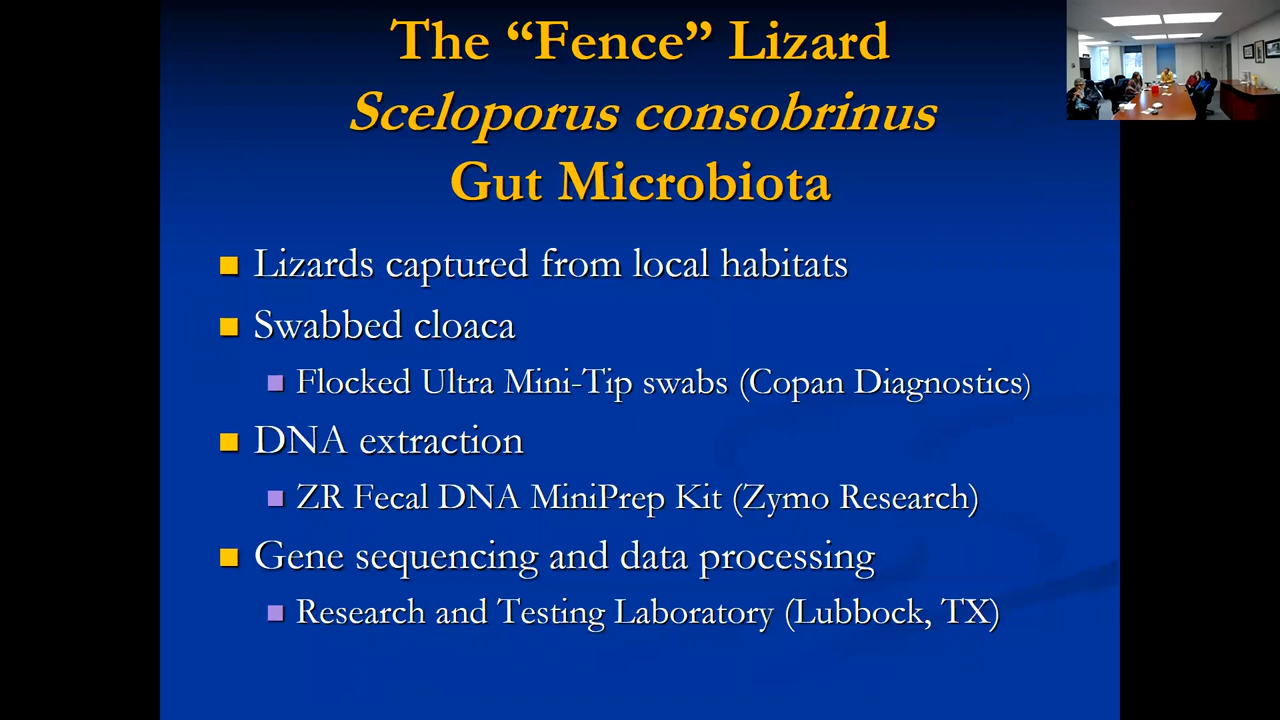 The “Fence” Lizard
Sceloporus consobrinus
Gut Microbiota
Lizards captured from local habitats
Swabbed cloaca
Flocked Ultra Mini-Tip swabs (Copan Diagnostics)
DNA extraction
ZR Fecal DNA MiniPrep Kit (Zymo Research)
Gene sequencing and data processing
Research and Testing Laboratory (Lubbock, TX)